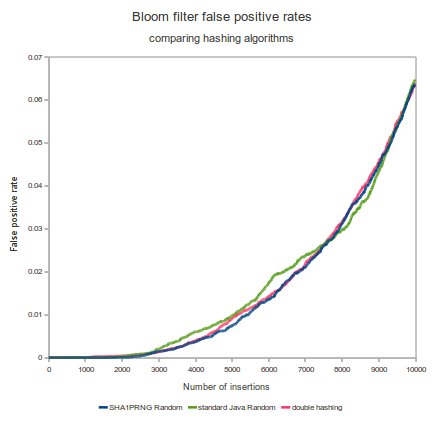 Bloom filter false positive rates
comparing hashing algorithms
0.07
0.06
0.05
0.04
0.03
0.02
0.01
0
False positive rate
0 1000 2000 3000 4000 5000 6000 7000 8000 9000 10000
Number of insertions
SHA1PRNG Random standard Java Random double hashing